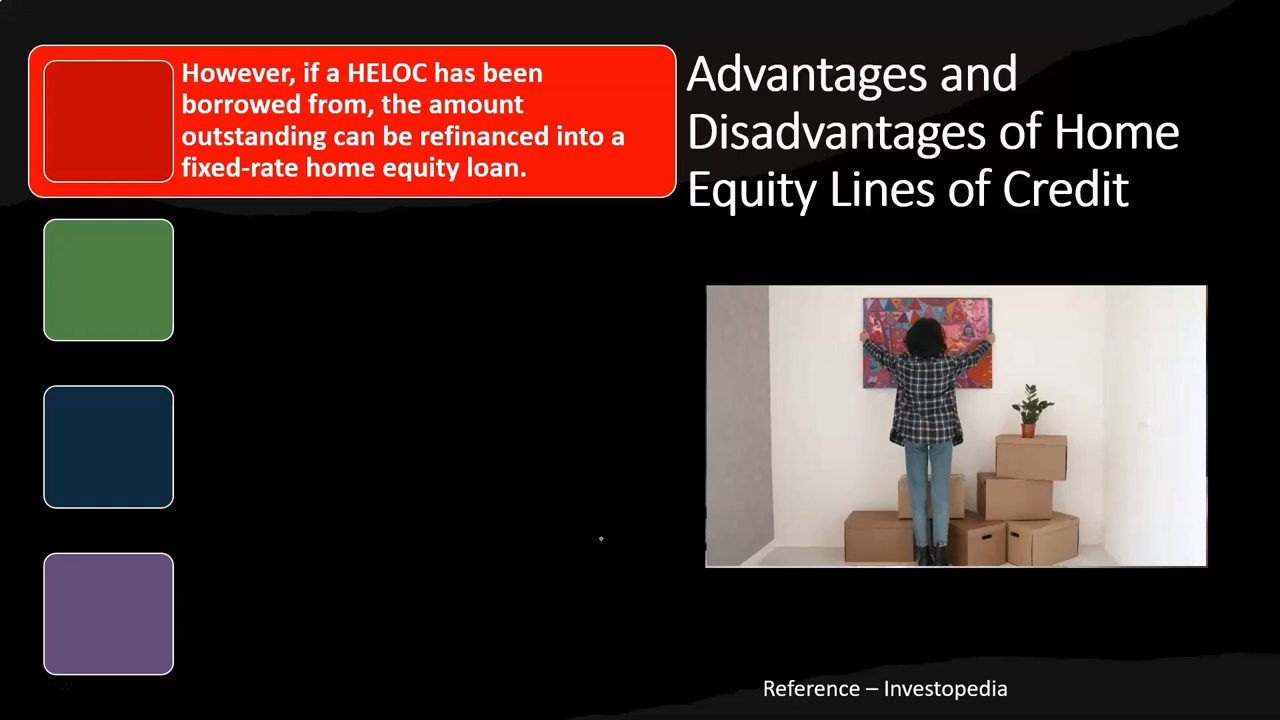 However, if a HELOC has been
borrowed from, the amount
outstanding can be refinanced into a
fixed-rate home equity loan.
Advantages and
Disadvantages of Home
Equity Lines of Credit
Reference – Investopedia